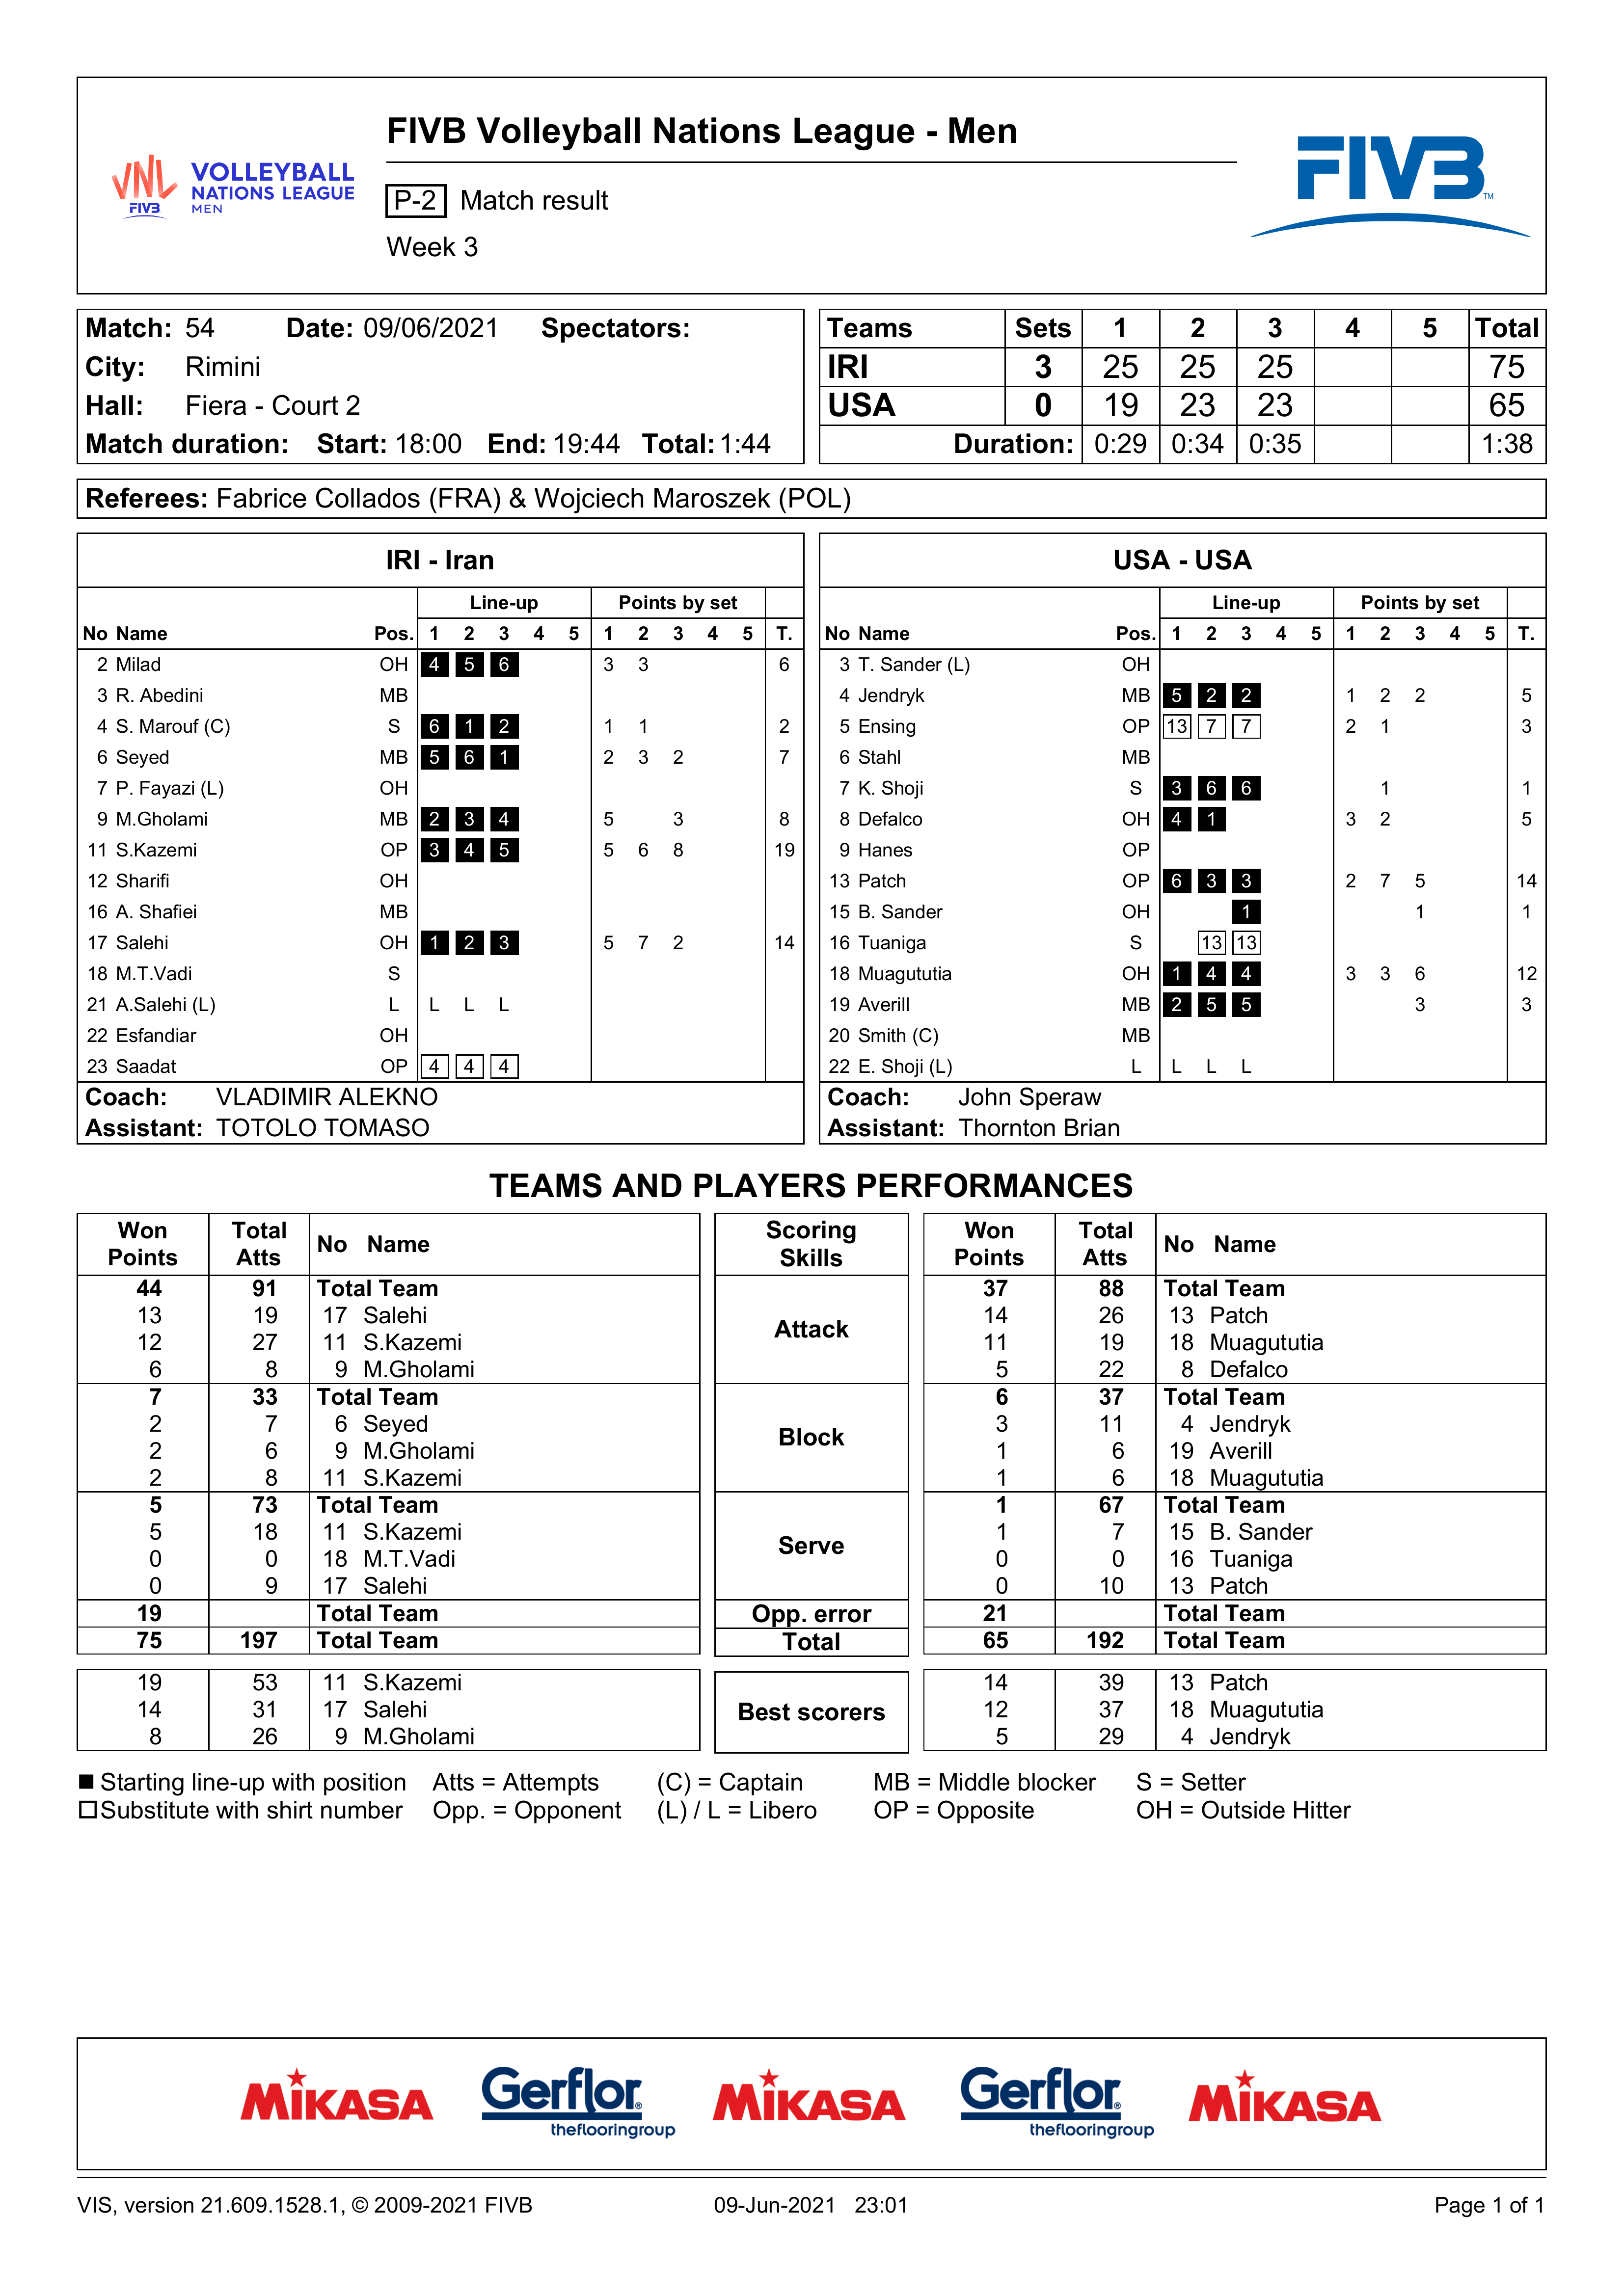 FIVB Volleyball Nations League - Men
VNL FIVB
VOLLEYBALL
NATIONS LEAGUE
MEN
P-2 Match result
Week 3
FIVB TM
Match: 54 Date: 09/06/2021 Spectators:
City: Rimini
Hall: Fiera - Court 2
Match duration: Start: 18:00 End: 19:44 Total: 1:44
Teams Sets 1 2 3 4 5 Total
IRI 3 25 25 25 75
USA 0 19 23 23 65
Duration: 0:29 0:34 0:35 1:38
Referees: Fabrice Collados (FRA) & Wojciech Maroszek (POL)
IRI - Iran
Line-up Points by set
No Name Pos. 1 2 3 4 5 1 2 3 4 5 T.
2 Milad OH 4 5 6 3 3 6
3 R. Abedini MB
4 S. Marouf (C) S 6 1 2 1 1 2
6 Seyed MB 5 6 1 2 3 2 7
7 P. Fayazi (L) OH
9 M.Gholami MB 2 3 4 5 3 8
11 S.Kazemi OP 3 4 5 5 6 8 19
12 Sharifi OH
16 A. Shafiei MB
17 Salehi OH 1 2 3 5 7 2 14
18 M.T.Vadi S
21 A.Salehi (L) L L L L
22 Esfandiar OH
23 Saadat OP 4 4 4
Coach: VLADIMIR ALEKNO
Assistant: TOTOLO TOMASO
USA - USA
Line-up Points by set
No Name Pos. 1 2 3 4 5 1 2 3 4 5 T.
3 T. Sander (L) OH
4 Jendryk MB 5 2 2 1 2 2 5
5 Ensing OP 13 7 7 2 1 3
6 Stahl MB
7 K. Shoji S 3 6 6 1 1
8 Defalco OH 4 1 3 2 5
9 Hanes OP
13 Patch OP 6 3 3 2 7 5 14
15 B. Sander OH 1 1 1
16 Tuaniga S 13 13
18 Muagututia OH 1 4 4 3 3 6 12
19 Averill MB 2 5 5 3 3
20 Smith (C) MB
22 E. Shoji (L) L L L L
Coach: John Speraw
Assistant: Thornton Brian
TEAMS AND PLAYERS PERFORMANCES
Won Points Total Atts No Name Scoring Skills Won Points Total Atts No Name
44 91 Total Team Attack 37 88 Total Team
13 19 17 Salehi 14 26 13 Patch
12 27 11 S.Kazemi 11 19 18 Muagututia
6 8 9 M.Gholami 5 22 8 Defalco
7 33 Total Team Block 6 37 Total Team
2 7 6 Seyed 3 11 4 Jendryk
2 6 9 M.Gholami 1 6 19 Averill
2 8 11 S.Kazemi 1 6 18 Muagututia
5 73 Total Team Serve 1 67 Total Team
5 18 11 S.Kazemi 1 7 15 B. Sander
0 0 18 M.T.Vadi 0 0 16 Tuaniga
0 9 17 Salehi 0 10 13 Patch
19 Total Team Opp. error 21 Total Team
75 197 Total Team Total 65 192 Total Team
19 53 11 S.Kazemi Best scorers 14 39 13 Patch
14 31 17 Salehi 12 37 18 Muagututia
8 26 9 M.Gholami 5 29 4 Jendryk
Starting line-up with position Atts = Attempts (C) = Captain MB = Middle blocker S = Setter
Substitute with shirt number Opp. = Opponent (L) / L = Libero OP = Opposite OH = Outside Hitter
MIKASA Gerflor® theflooringgroup MIKASA Gerflor® theflooringgroup MIKASA
VIS, version 21.609.1528.1, © 2009-2021 FIVB 09-Jun-2021 23:01 Page 1 of 1